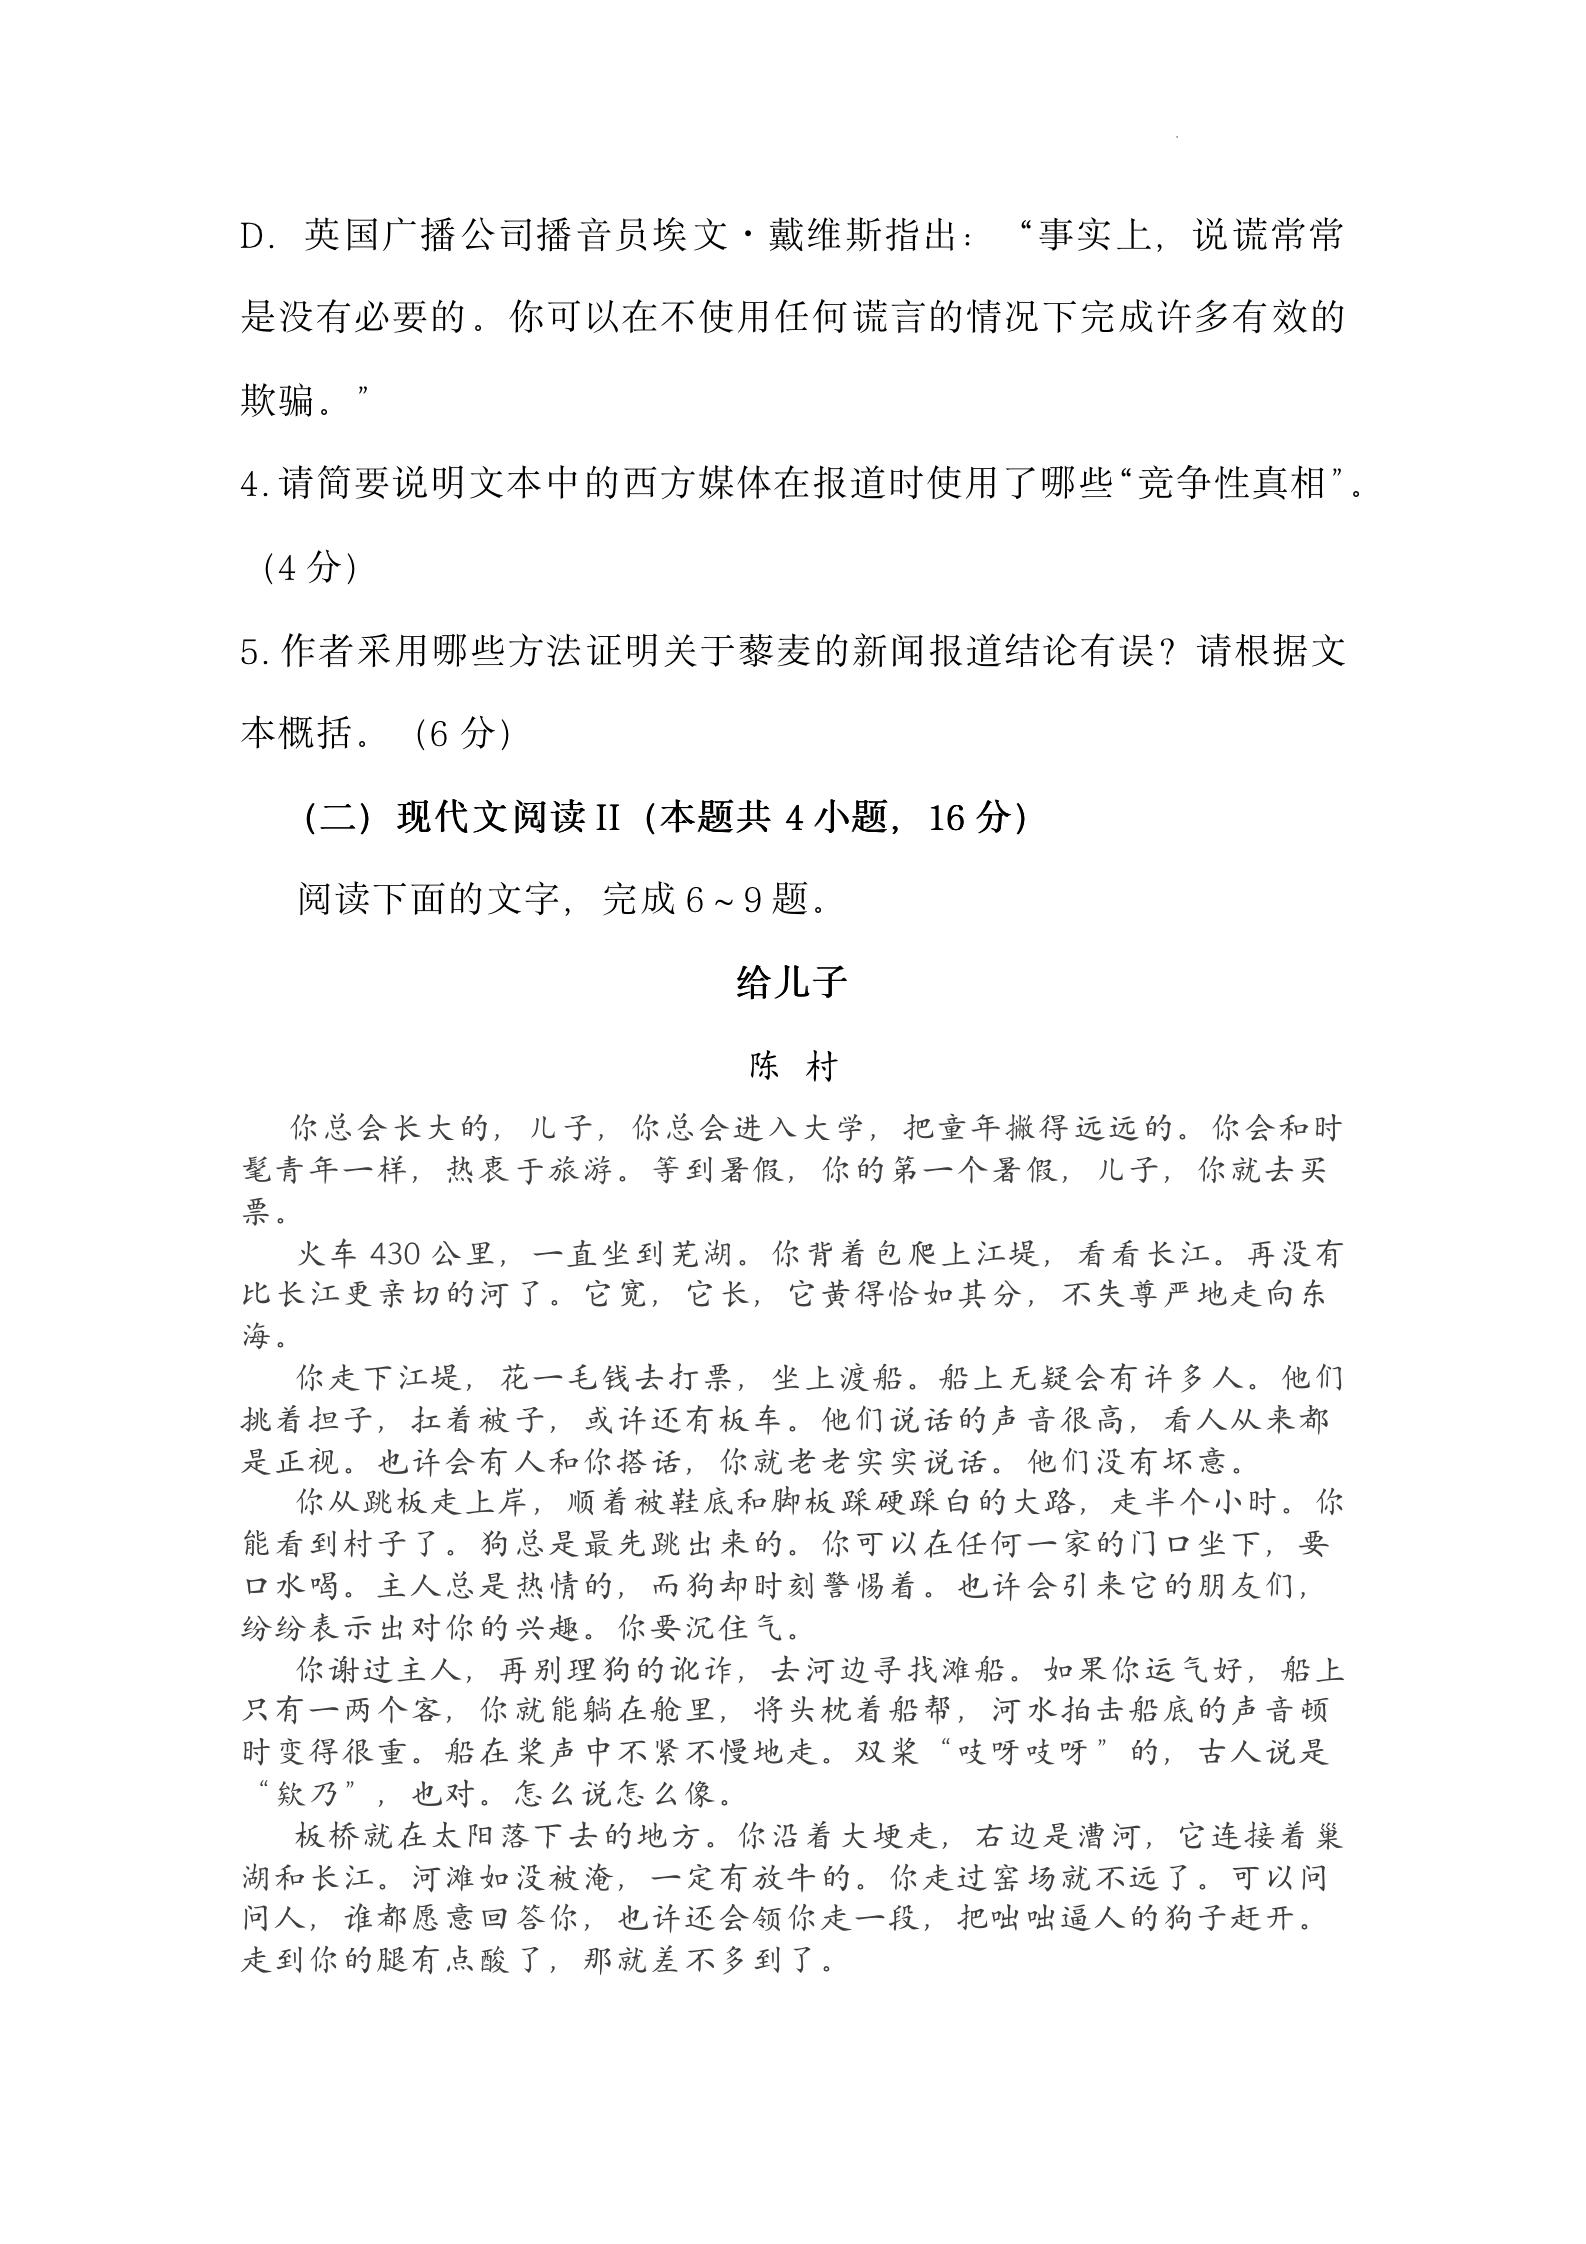 D．英国广播公司播音员埃文·戴维斯指出：“事实上，说谎常常
是没有必要的。你可以在不使用任何谎言的情况下完成许多有效的
欺骗。”
4.请简要说明文本中的西方媒体在报道时使用了哪些“竞争性真相”。
（4 分）
5.作者采用哪些方法证明关于藜麦的新闻报道结论有误？请根据文
本概括。（6 分）
（二）现代文阅读 II（本题共 4 小题，16 分）
阅读下面的文字，完成 6～9 题。
给儿子
陈 村
你总会长大的，儿子，你总会进入大学，把童年撇得远远的。你会和时
髦青年一样，热衷于旅游。等到暑假，你的第一个暑假，儿子，你就去买
票。
火车 430 公里，一直坐到芜湖。你背着包爬上江堤，看看长江。再没有
比长江更亲切的河了。它宽，它长，它黄得恰如其分，不失尊严地走向东
海。
你走下江堤，花一毛钱去打票，坐上渡船。船上无疑会有许多人。他们
挑着担子，扛着被子，或许还有板车。他们说话的声音很高，看人从来都
是正视。也许会有人和你搭话，你就老老实实说话。他们没有坏意。
你从跳板走上岸，顺着被鞋底和脚板踩硬踩白的大路，走半个小时。你
能看到村子了。狗总是最先跳出来的。你可以在任何一家的门口坐下，要
口水喝。主人总是热情的，而狗却时刻警惕着。也许会引来它的朋友们，
纷纷表示出对你的兴趣。你要沉住气。
你谢过主人，再别理狗的讹诈，去河边寻找滩船。如果你运气好，船上
只有一两个客，你就能躺在舱里，将头枕着船帮，河水拍击船底的声音顿
时变得很重。船在桨声中不紧不慢地走。双桨“吱呀吱呀”的，古人说是
“欸乃”，也对。怎么说怎么像。
板桥就在太阳落下去的地方。你沿着大埂走，右边是漕河，它连接着巢
湖和长江。河滩如没被淹，一定有放牛的。你走过窑场就不远了。可以问
问人，谁都愿意回答你，也许还会领你走一段，把咄咄逼人的狗子赶开。
走到你的腿有点酸了，那就差不多到了。